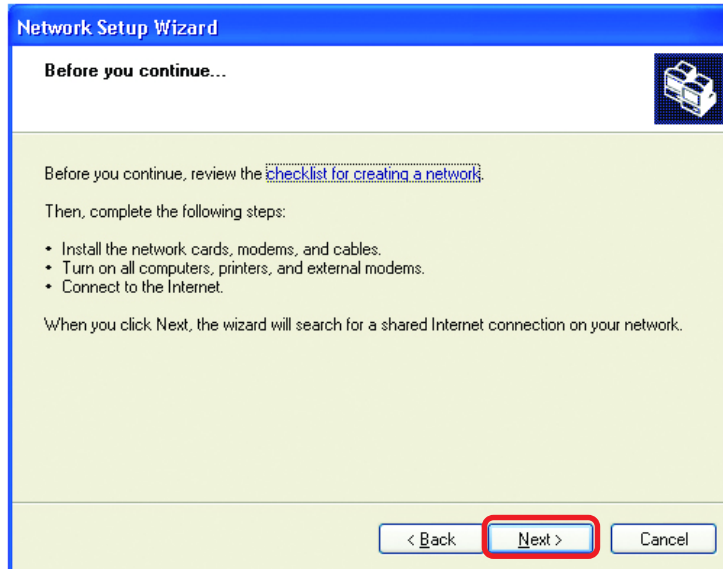 Network Setup Wizard
Before you continue...
Before you continue, review the checklist for creating a network.
Then, complete the following steps:
• Install the network cards, modems, and cables.
• Turn on all computers, printers, and external modems.
• Connect to the Internet.
When you click Next, the wizard will search for a shared Internet connection on your network.
< Back Next > Cancel